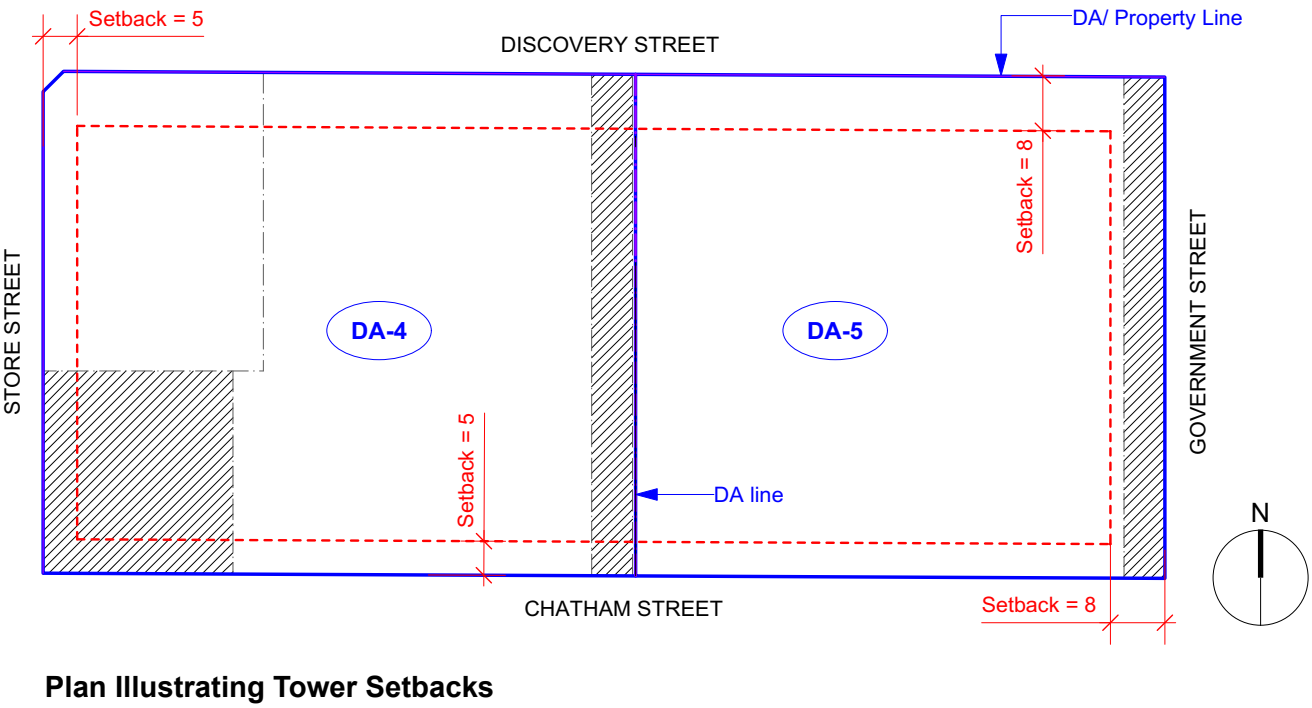 Setback = 5
DA/ Property Line
DISCOVERY STREET
Setback = 8
STORE STREET
GOVERNMENT STREET
DA-4
DA-5
Setback = 5
DA line
N
CHATHAM STREET
Setback = 8
Plan Illustrating Tower Setbacks